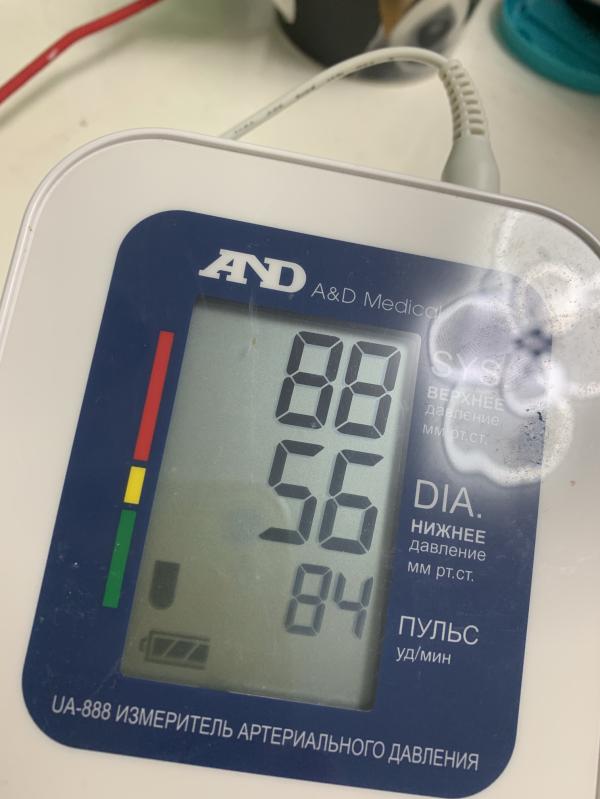 AND A&D Medical
88
SYS
ВЕРХНЕЕ
давление
мм рт.ст.
56
DIA.
НИЖНЕЕ
давление
мм рт.ст.
84
ПУЛЬС
уд/мин
UA-888 ИЗМЕРИТЕЛЬ АРТЕРИАЛЬНОГО ДАВЛЕНИЯ